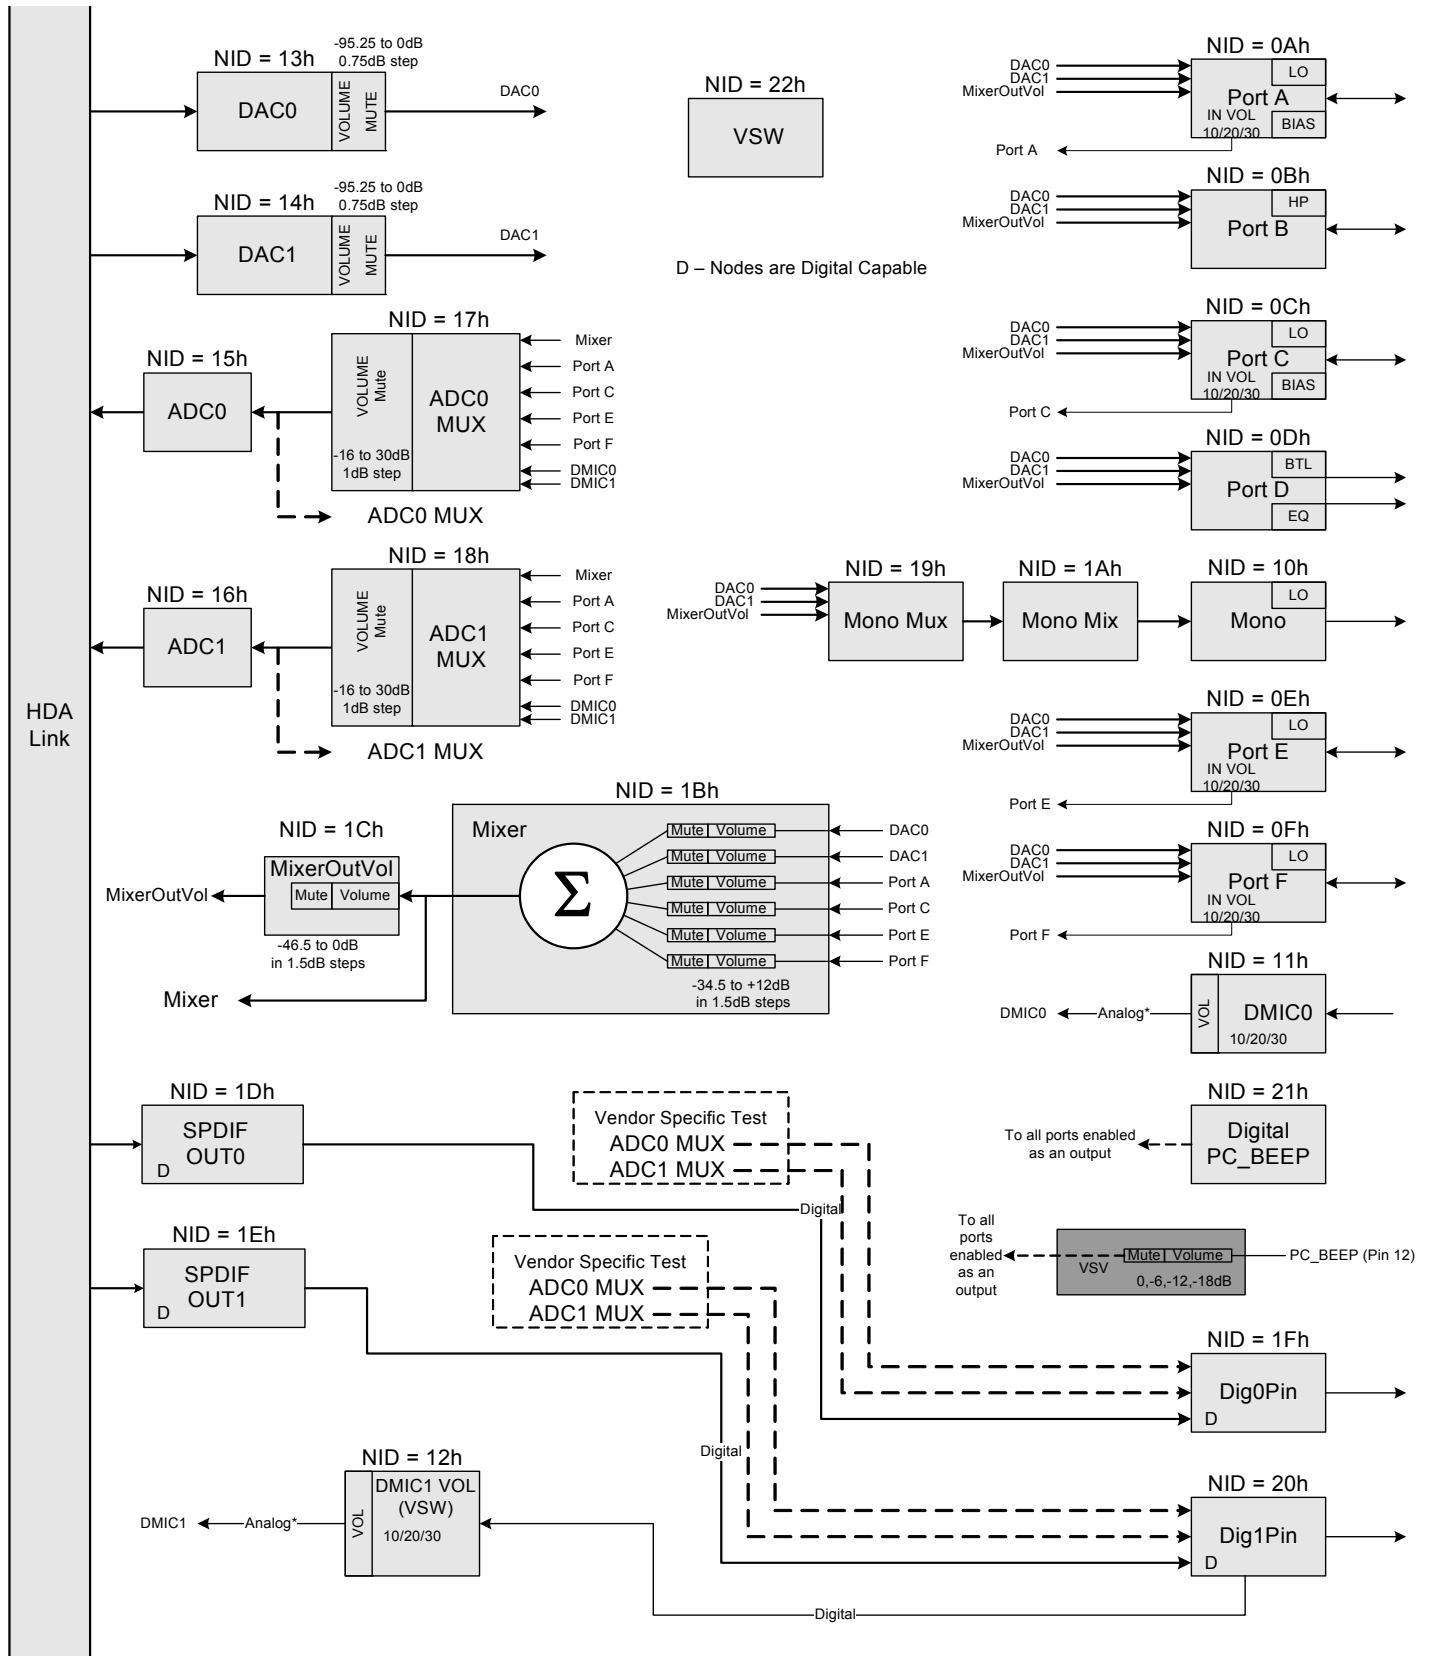 HDA
Link
NID = 13h
-95.25 to 0dB
0.75dB step
DAC0
VOLUME
MUTE
DAC0
NID = 14h
-95.25 to 0dB
0.75dB step
DAC1
VOLUME
MUTE
DAC1
NID = 22h
VSW
D – Nodes are Digital Capable
NID = 17h
VOLUME
Mute
-16 to 30dB
1dB step
ADC0
MUX
Mixer
Port A
Port C
Port E
Port F
DMIC0
DMIC1
NID = 15h
ADC0
ADC0 MUX
NID = 18h
VOLUME
Mute
-16 to 30dB
1dB step
ADC1
MUX
Mixer
Port A
Port C
Port E
Port F
DMIC0
DMIC1
NID = 16h
ADC1
ADC1 MUX
NID = 0Ah
DAC0
DAC1
MixerOutVol
LO
Port A
IN VOL
10/20/30
BIAS
Port A
NID = 0Bh
DAC0
DAC1
MixerOutVol
HP
Port B
NID = 0Ch
DAC0
DAC1
MixerOutVol
LO
Port C
IN VOL
10/20/30
BIAS
Port C
NID = 0Dh
DAC0
DAC1
MixerOutVol
BTL
Port D
EQ
NID = 19h
DAC0
DAC1
MixerOutVol
Mono Mux
NID = 1Ah
Mono Mix
NID = 10h
LO
Mono
NID = 0Eh
DAC0
DAC1
MixerOutVol
LO
Port E
IN VOL
10/20/30
Port E
NID = 0Fh
DAC0
DAC1
MixerOutVol
LO
Port F
IN VOL
10/20/30
Port F
NID = 1Bh
Mixer
Σ
Mute Volume
DAC0
Mute Volume
DAC1
Mute Volume
Port A
Mute Volume
Port C
Mute Volume
Port E
Mute Volume
Port F
-34.5 to +12dB
in 1.5dB steps
NID = 1Ch
MixerOutVol
Mute Volume
MixerOutVol
-46.5 to 0dB
in 1.5dB steps
Mixer
NID = 11h
DMIC0
Analog*
VOL
DMIC0
10/20/30
NID = 1Dh
SPDIF
OUT0
D
Vendor Specific Test
ADC0 MUX
ADC1 MUX
Digital
NID = 21h
To all ports enabled
as an output
Digital
PC_BEEP
NID = 1Eh
SPDIF
OUT1
D
Vendor Specific Test
ADC0 MUX
ADC1 MUX
Digital
To all
ports
enabled
as an
output
Mute Volume
VSV
0,-6,-12,-18dB
PC_BEEP (Pin 12)
NID = 1Fh
Dig0Pin
D
NID = 12h
DMIC1
Analog*
VOL
DMIC1 VOL
(VSW)
10/20/30
NID = 20h
Dig1Pin
D
Digital